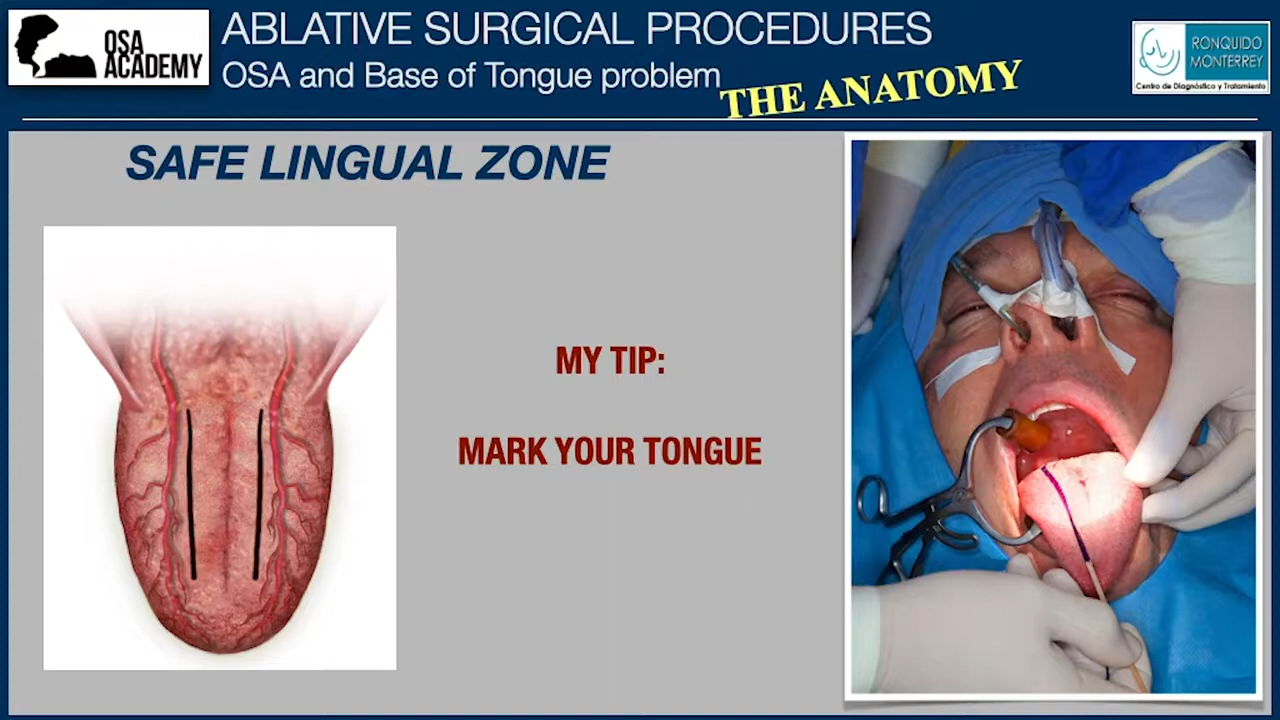 OSA
ACADEMY
ABLATIVE SURGICAL PROCEDURES
OSA and Base of Tongue problem
THE ANATOMY
RONQUIDO
MONTERREY
Centro de Diagnóstico y Tratamiento
SAFE LINGUAL ZONE
MY TIP:
MARK YOUR TONGUE